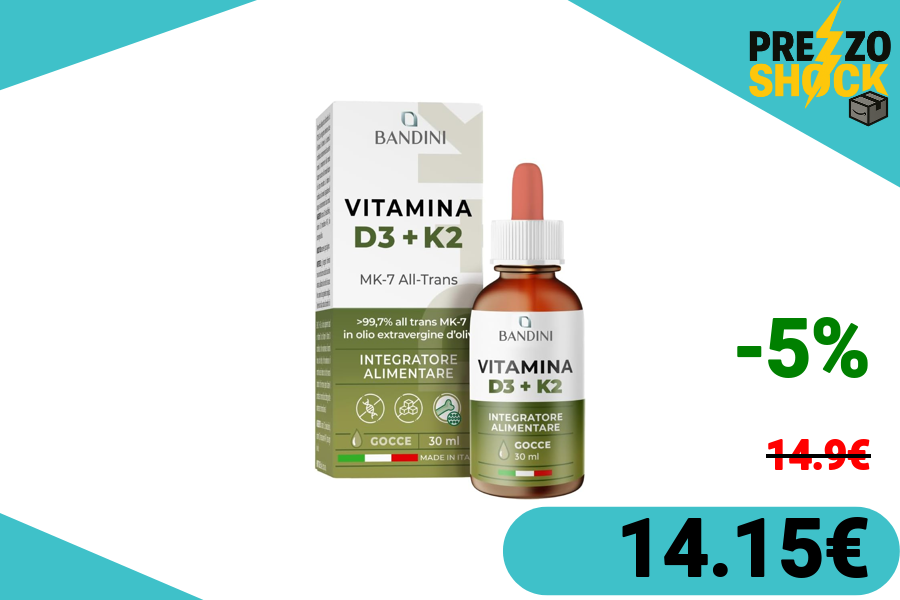 PREZZO
SHOCK
BANDINI
VITAMINA
D3 + K2
MK-7 All-Trans
>99,7% all trans MK-7
in olio extravergine d'oliv
INTEGRATORE
ALIMENTARE
GOCCE 30 ml
MADE IN ITA
BANDINI
VITAMINA
D3 + K2
INTEGRATORE
ALIMENTARE
GOCCE
30 ml
-5%
14.9€
14.15€